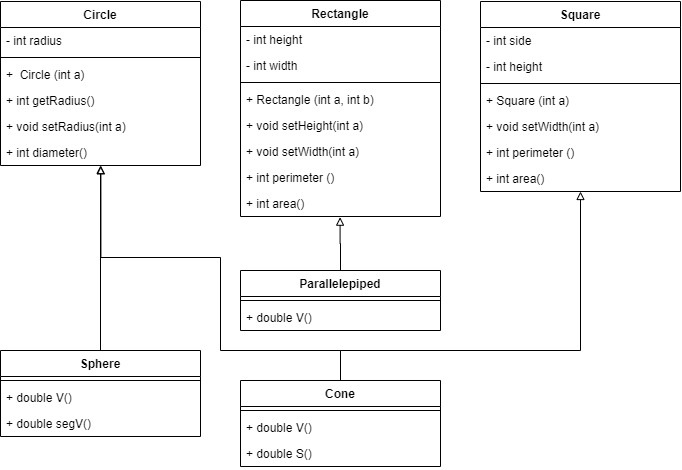 Circle
- int radius
+  Circle (int a)
+ int getRadius()
+ void setRadius(int a)
+ int diameter()
Rectangle
- int height
- int width
+ Rectangle (int a, int b)
+ void setHeight(int a)
+ void setWidth(int a)
+ int perimeter ()
+ int area()
Square
- int side
- int height
+ Square (int a)
+ void setWidth(int a)
+ int perimeter ()
+ int area()
Parallelepiped
+ double V()
Sphere
+ double V()
+ double segV()
Cone
+ double V()
+ double S()